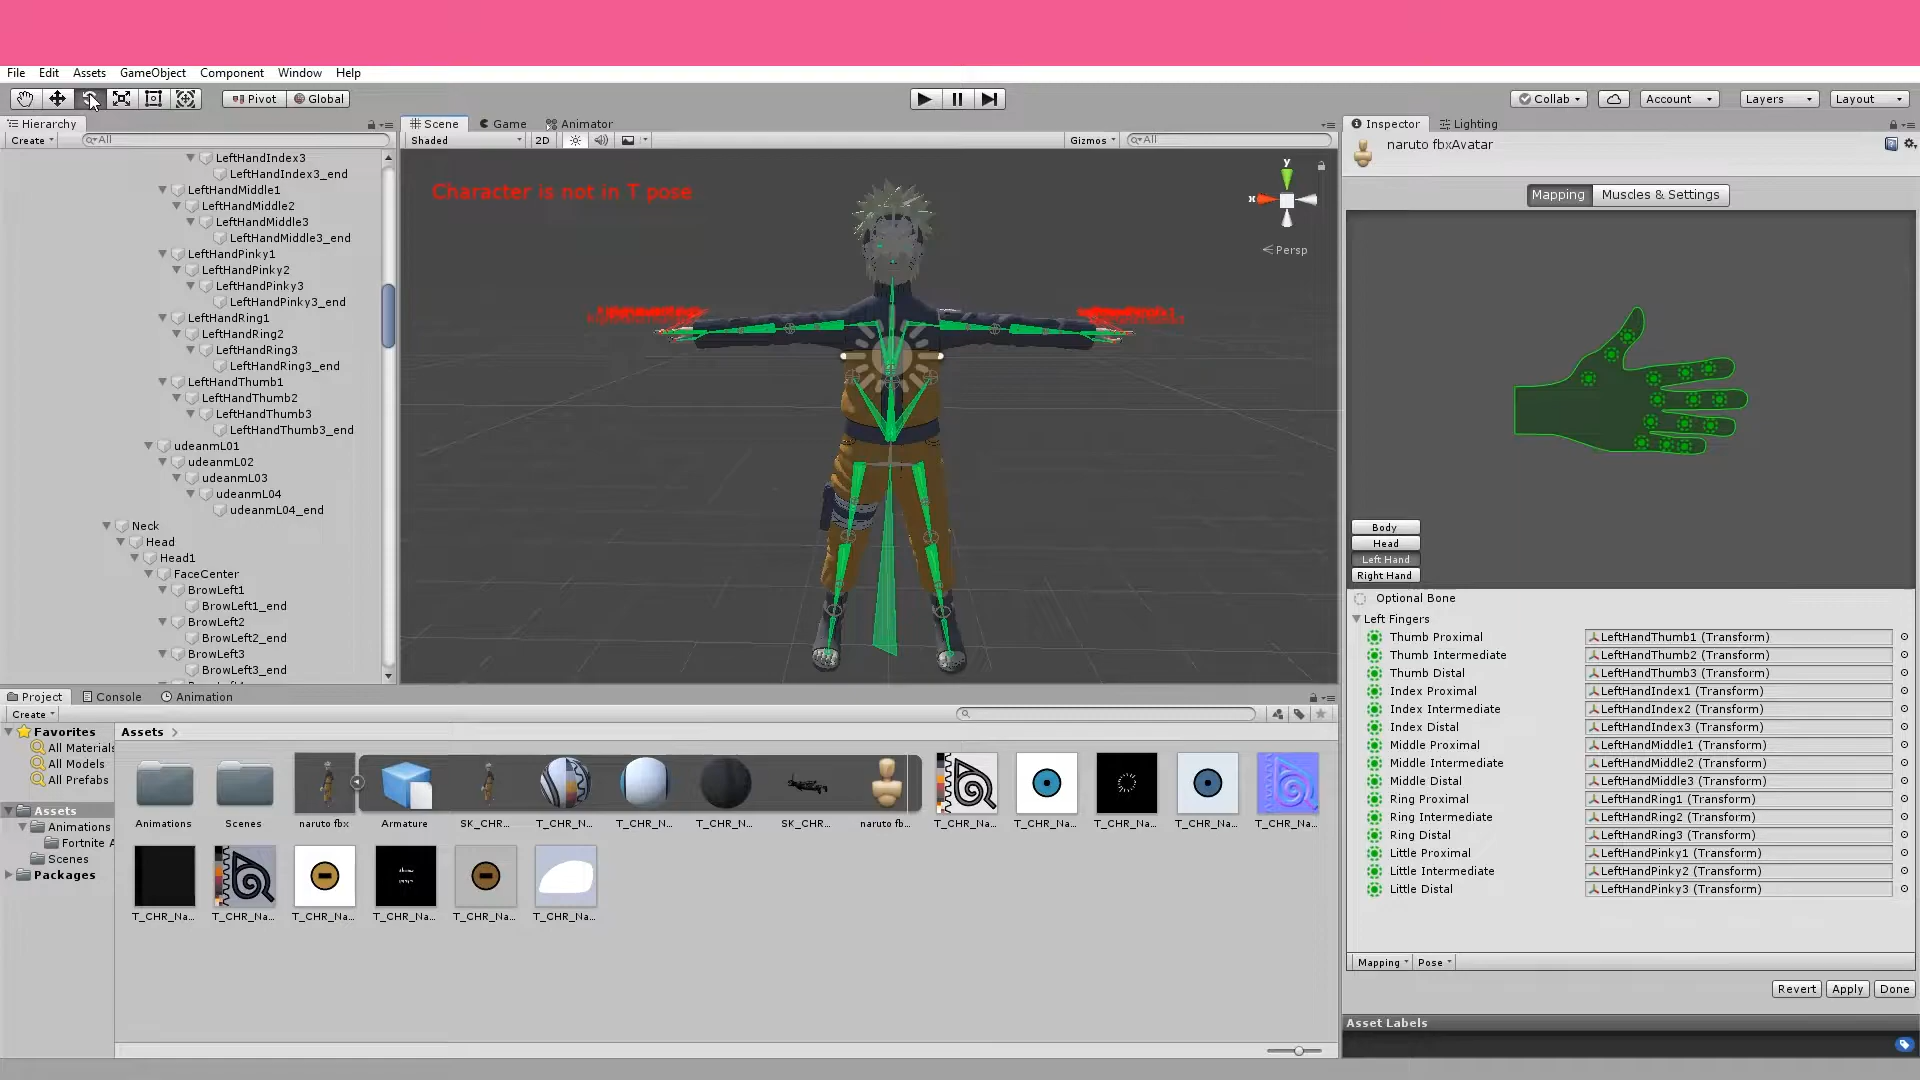 File Edit Assets GameObject Component Window Help
Pivot Global
Collab Account Layers Layout
Hierarchy
Create All
LeftHandIndex3
LeftHandIndex3_end
LeftHandMiddle1
LeftHandMiddle2
LeftHandMiddle3
LeftHandMiddle3_end
LeftHandPinky1
LeftHandPinky2
LeftHandPinky3
LeftHandPinky3_end
LeftHandRing1
LeftHandRing2
LeftHandRing3
LeftHandRing3_end
LeftHandThumb1
LeftHandThumb2
LeftHandThumb3
LeftHandThumb3_end
udeanmL01
udeanmL02
udeanmL03
udeanmL04
udeanmL04_end
Neck
Head
Head1
FaceCenter
BrowLeft1
BrowLeft1_end
BrowLeft2
BrowLeft2_end
BrowLeft3
BrowLeft3_end
Scene Game Animator
Shaded 2D Gizmos All
Character is not in T pose
y
x
Persp
Inspector Lighting
naruto fbxAvatar
Mapping Muscles & Settings
Body
Head
Left Hand
Right Hand
Optional Bone
Left Fingers
Thumb Proximal LeftHandThumb1 (Transform)
Thumb Intermediate LeftHandThumb2 (Transform)
Thumb Distal LeftHandThumb3 (Transform)
Index Proximal LeftHandIndex1 (Transform)
Index Intermediate LeftHandIndex2 (Transform)
Index Distal LeftHandIndex3 (Transform)
Middle Proximal LeftHandMiddle1 (Transform)
Middle Intermediate LeftHandMiddle2 (Transform)
Middle Distal LeftHandMiddle3 (Transform)
Ring Proximal LeftHandRing1 (Transform)
Ring Intermediate LeftHandRing2 (Transform)
Ring Distal LeftHandRing3 (Transform)
Little Proximal LeftHandPinky1 (Transform)
Little Intermediate LeftHandPinky2 (Transform)
Little Distal LeftHandPinky3 (Transform)
Mapping Pose
Revert Apply Done
Asset Labels
Project Console Animation
Create
Favorites
All Materials
All Models
All Prefabs
Assets
Animations
Fortnite A
Scenes
Packages
Assets
Animations Scenes naruto fbx Armature SK_CHR... T_CHR_N... T_CHR_N... T_CHR_N... SK_CHR... naruto fb... T_CHR_Na... T_CHR_Na... T_CHR_Na... T_CHR_Na... T_CHR_Na...
T_CHR_Na... T_CHR_Na... T_CHR_Na... T_CHR_Na... T_CHR_Na... T_CHR_Na...